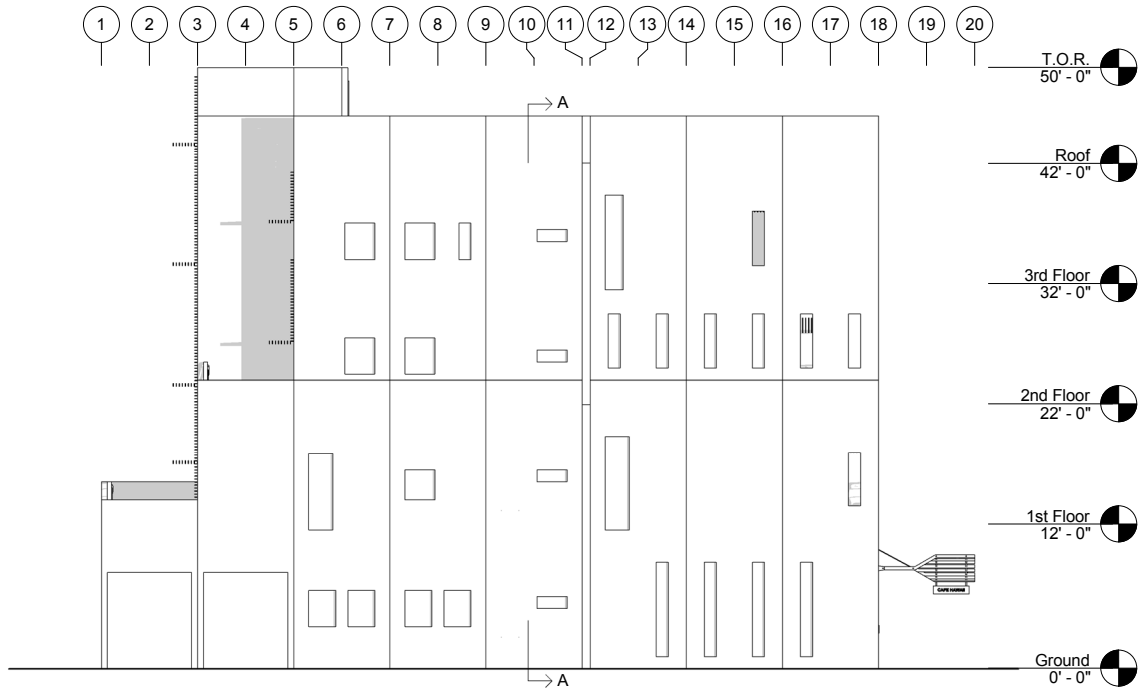 1 2 3 4 5 6 7 8 9 10 11 12 13 14 15 16 17 18 19 20
T.O.R.
50' - 0"
A
Roof
42' - 0"
3rd Floor
32' - 0"
2nd Floor
22' - 0"
1st Floor
12' - 0"
CAFE HAWAS
Ground
0' - 0"
A